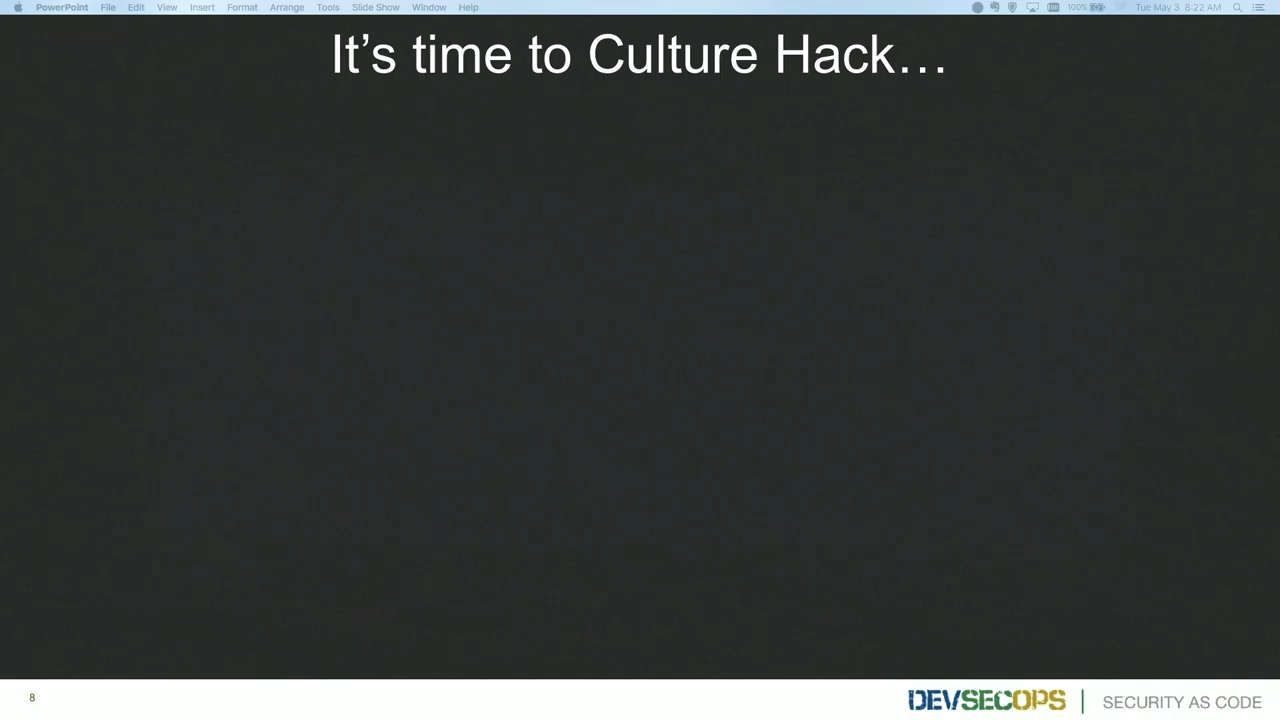 PowerPoint File Edit View Insert Format Arrange Tools Slide Show Window Help 100% Tue May 3 8:22 AM
It's time to Culture Hack…
8 DEVSECOPS | SECURITY AS CODE